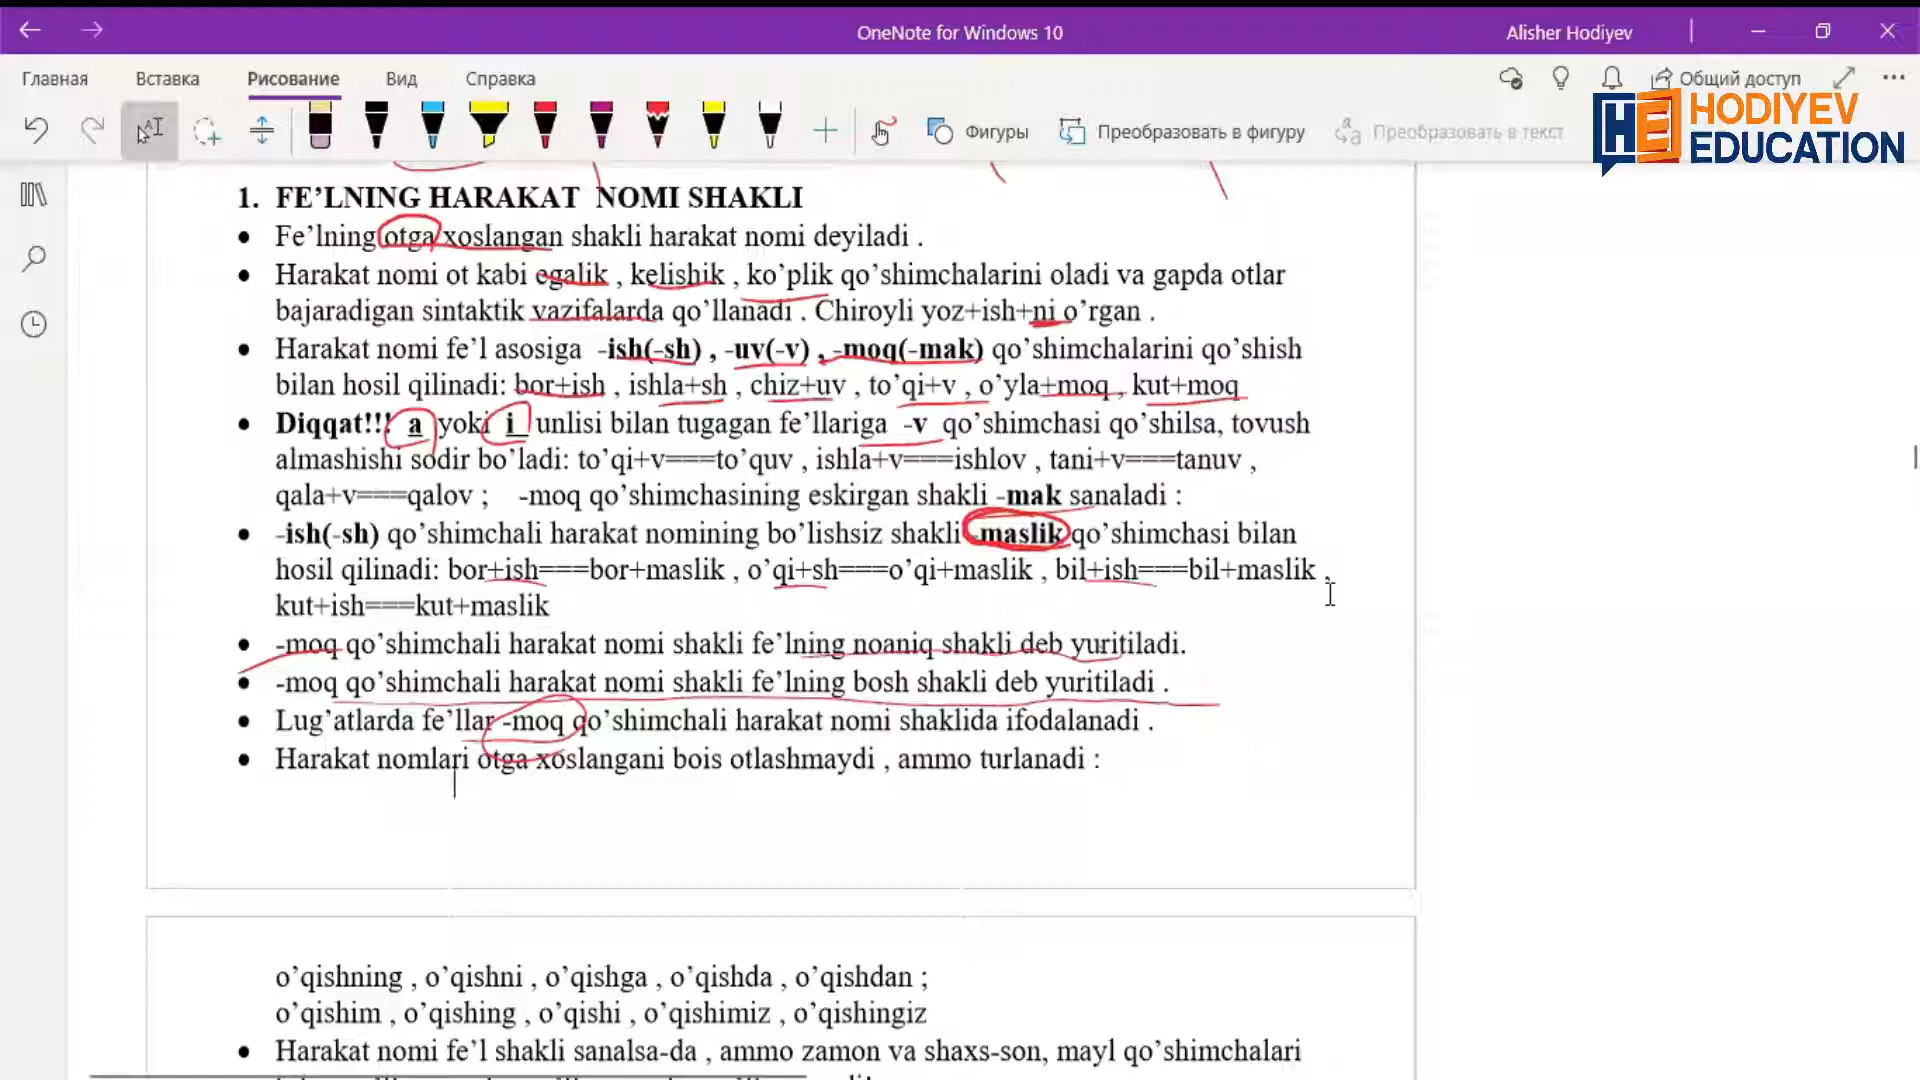 OneNote for Windows 10
Alisher Hodiyev
Главная Вставка Рисование Вид Справка
Общий доступ
Фигуры Преобразовать в фигуру Преобразовать в текст
HODIYEV
EDUCATION
1. FE’LNING HARAKAT NOMI SHAKLI
• Fe’lning otga xoslangan shakli harakat nomi deyiladi .
• Harakat nomi ot kabi egalik , kelishik , ko’plik qo’shimchalarini oladi va gapda otlar
bajaradigan sintaktik vazifalarda qo’llanadi . Chiroyli yoz+ish+ni o’rgan .
• Harakat nomi fe’l asosiga -ish(-sh) , -uv(-v) , -moq(-mak) qo’shimchalarini qo’shish
bilan hosil qilinadi: bor+ish , ishla+sh , chiz+uv , to’qi+v , o’yla+moq , kut+moq
• Diqqat!!! a yoki i unlisi bilan tugagan fe’llariga -v qo’shimchasi qo’shilsa, tovush
almashishi sodir bo’ladi: to’qi+v===to’quv , ishla+v===ishlov , tani+v===tanuv ,
qala+v===qalov ; -moq qo’shimchasining eskirgan shakli -mak sanaladi :
• -ish(-sh) qo’shimchali harakat nomining bo’lishsiz shakli -maslik qo’shimchasi bilan
hosil qilinadi: bor+ish===bor+maslik , o’qi+sh===o’qi+maslik , bil+ish===bil+maslik ,
kut+ish===kut+maslik
• -moq qo’shimchali harakat nomi shakli fe’lning noaniq shakli deb yuritiladi.
• -moq qo’shimchali harakat nomi shakli fe’lning bosh shakli deb yuritiladi .
• Lug’atlarda fe’llar -moq qo’shimchali harakat nomi shaklida ifodalanadi .
• Harakat nomlari otga xoslangani bois otlashmaydi , ammo turlanadi :
o’qishning , o’qishni , o’qishga , o’qishda , o’qishdan ;
o’qishim , o’qishing , o’qishi , o’qishimiz , o’qishingiz
• Harakat nomi fe’l shakli sanalsa-da , ammo zamon va shaxs-son, mayl qo’shimchalari